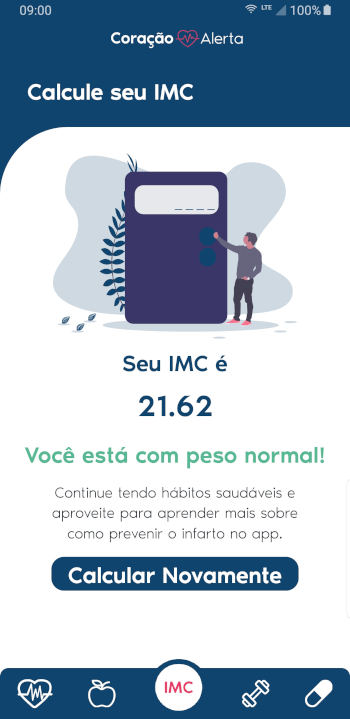 09:00
LTE 100%
Coração Alerta
Calcule seu IMC
Seu IMC é
21.62
Você está com peso normal!
Continue tendo hábitos saudáveis e
aproveite para aprender mais sobre
como prevenir o infarto no app.
Calcular Novamente
IMC